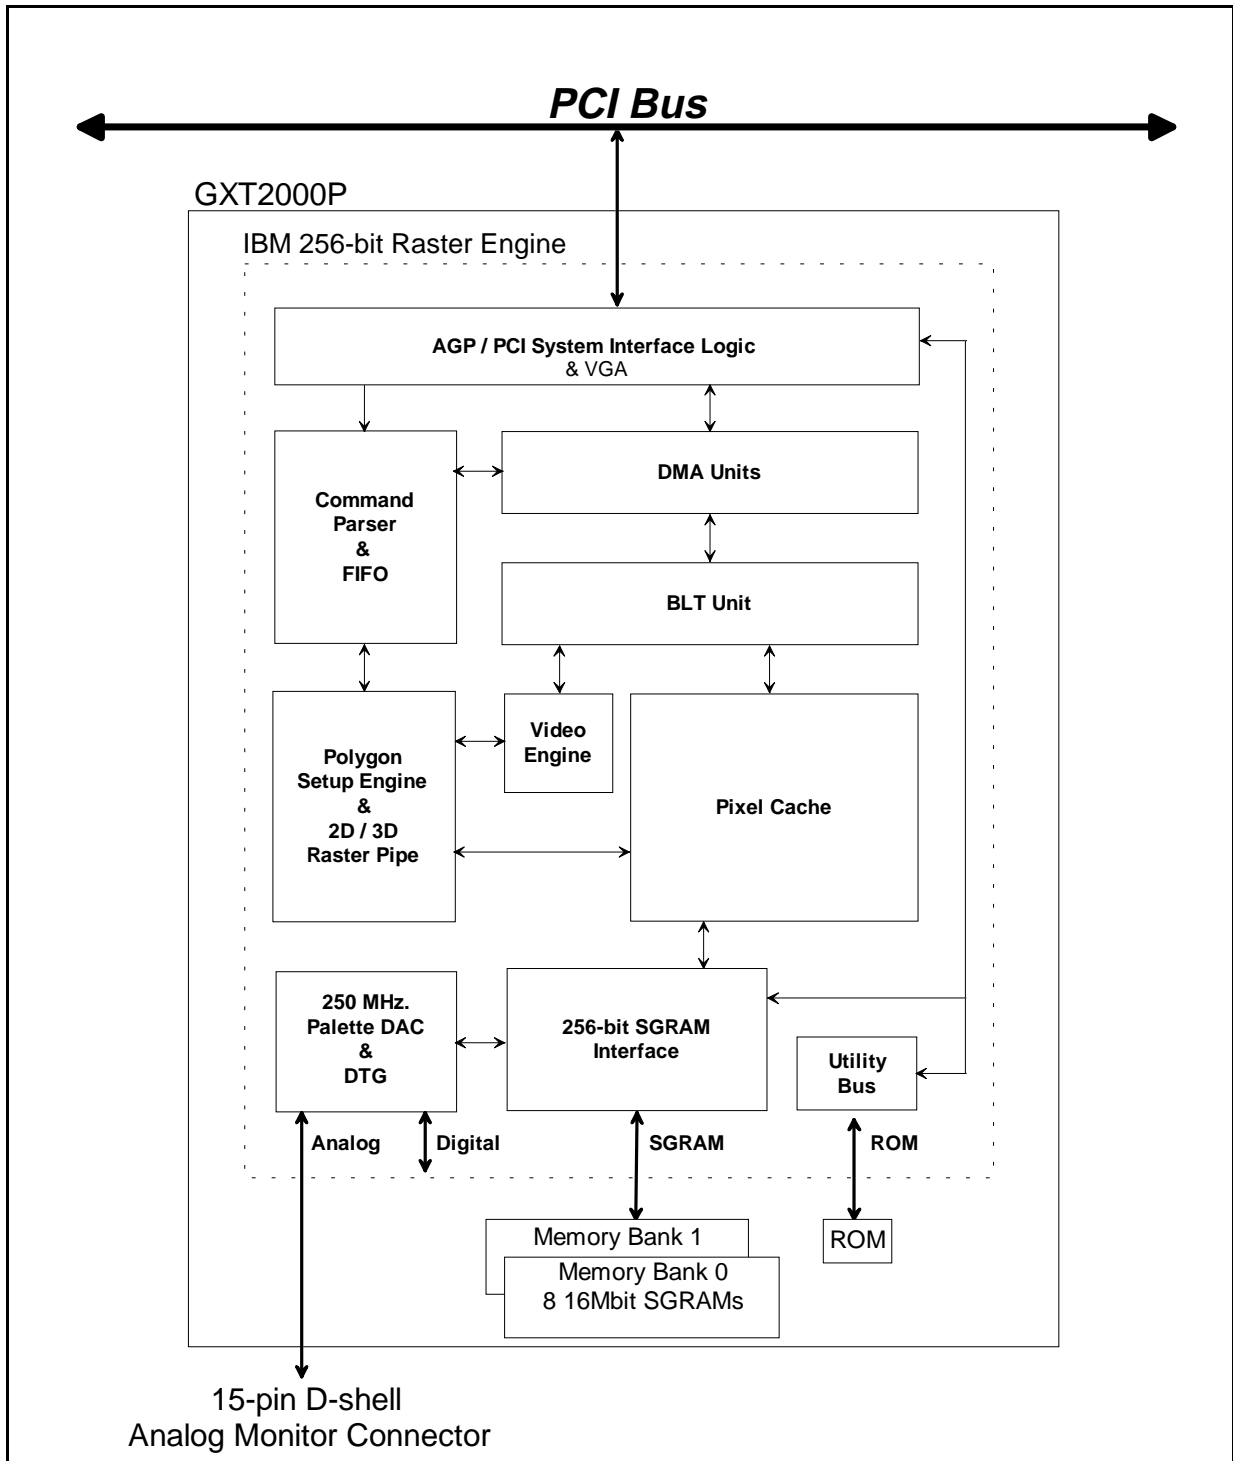 PCI Bus
GXT2000P
IBM 256-bit Raster Engine
AGP / PCI System Interface Logic
& VGA
Command
Parser
&
FIFO
DMA Units
BLT Unit
Polygon
Setup Engine
&
2D / 3D
Raster Pipe
Video
Engine
Pixel Cache
250 MHz.
Palette DAC
&
DTG
256-bit SGRAM
Interface
Utility
Bus
Analog
Digital
SGRAM
ROM
Memory Bank 1
Memory Bank 0
8 16Mbit SGRAMs
ROM
15-pin D-shell
Analog Monitor Connector